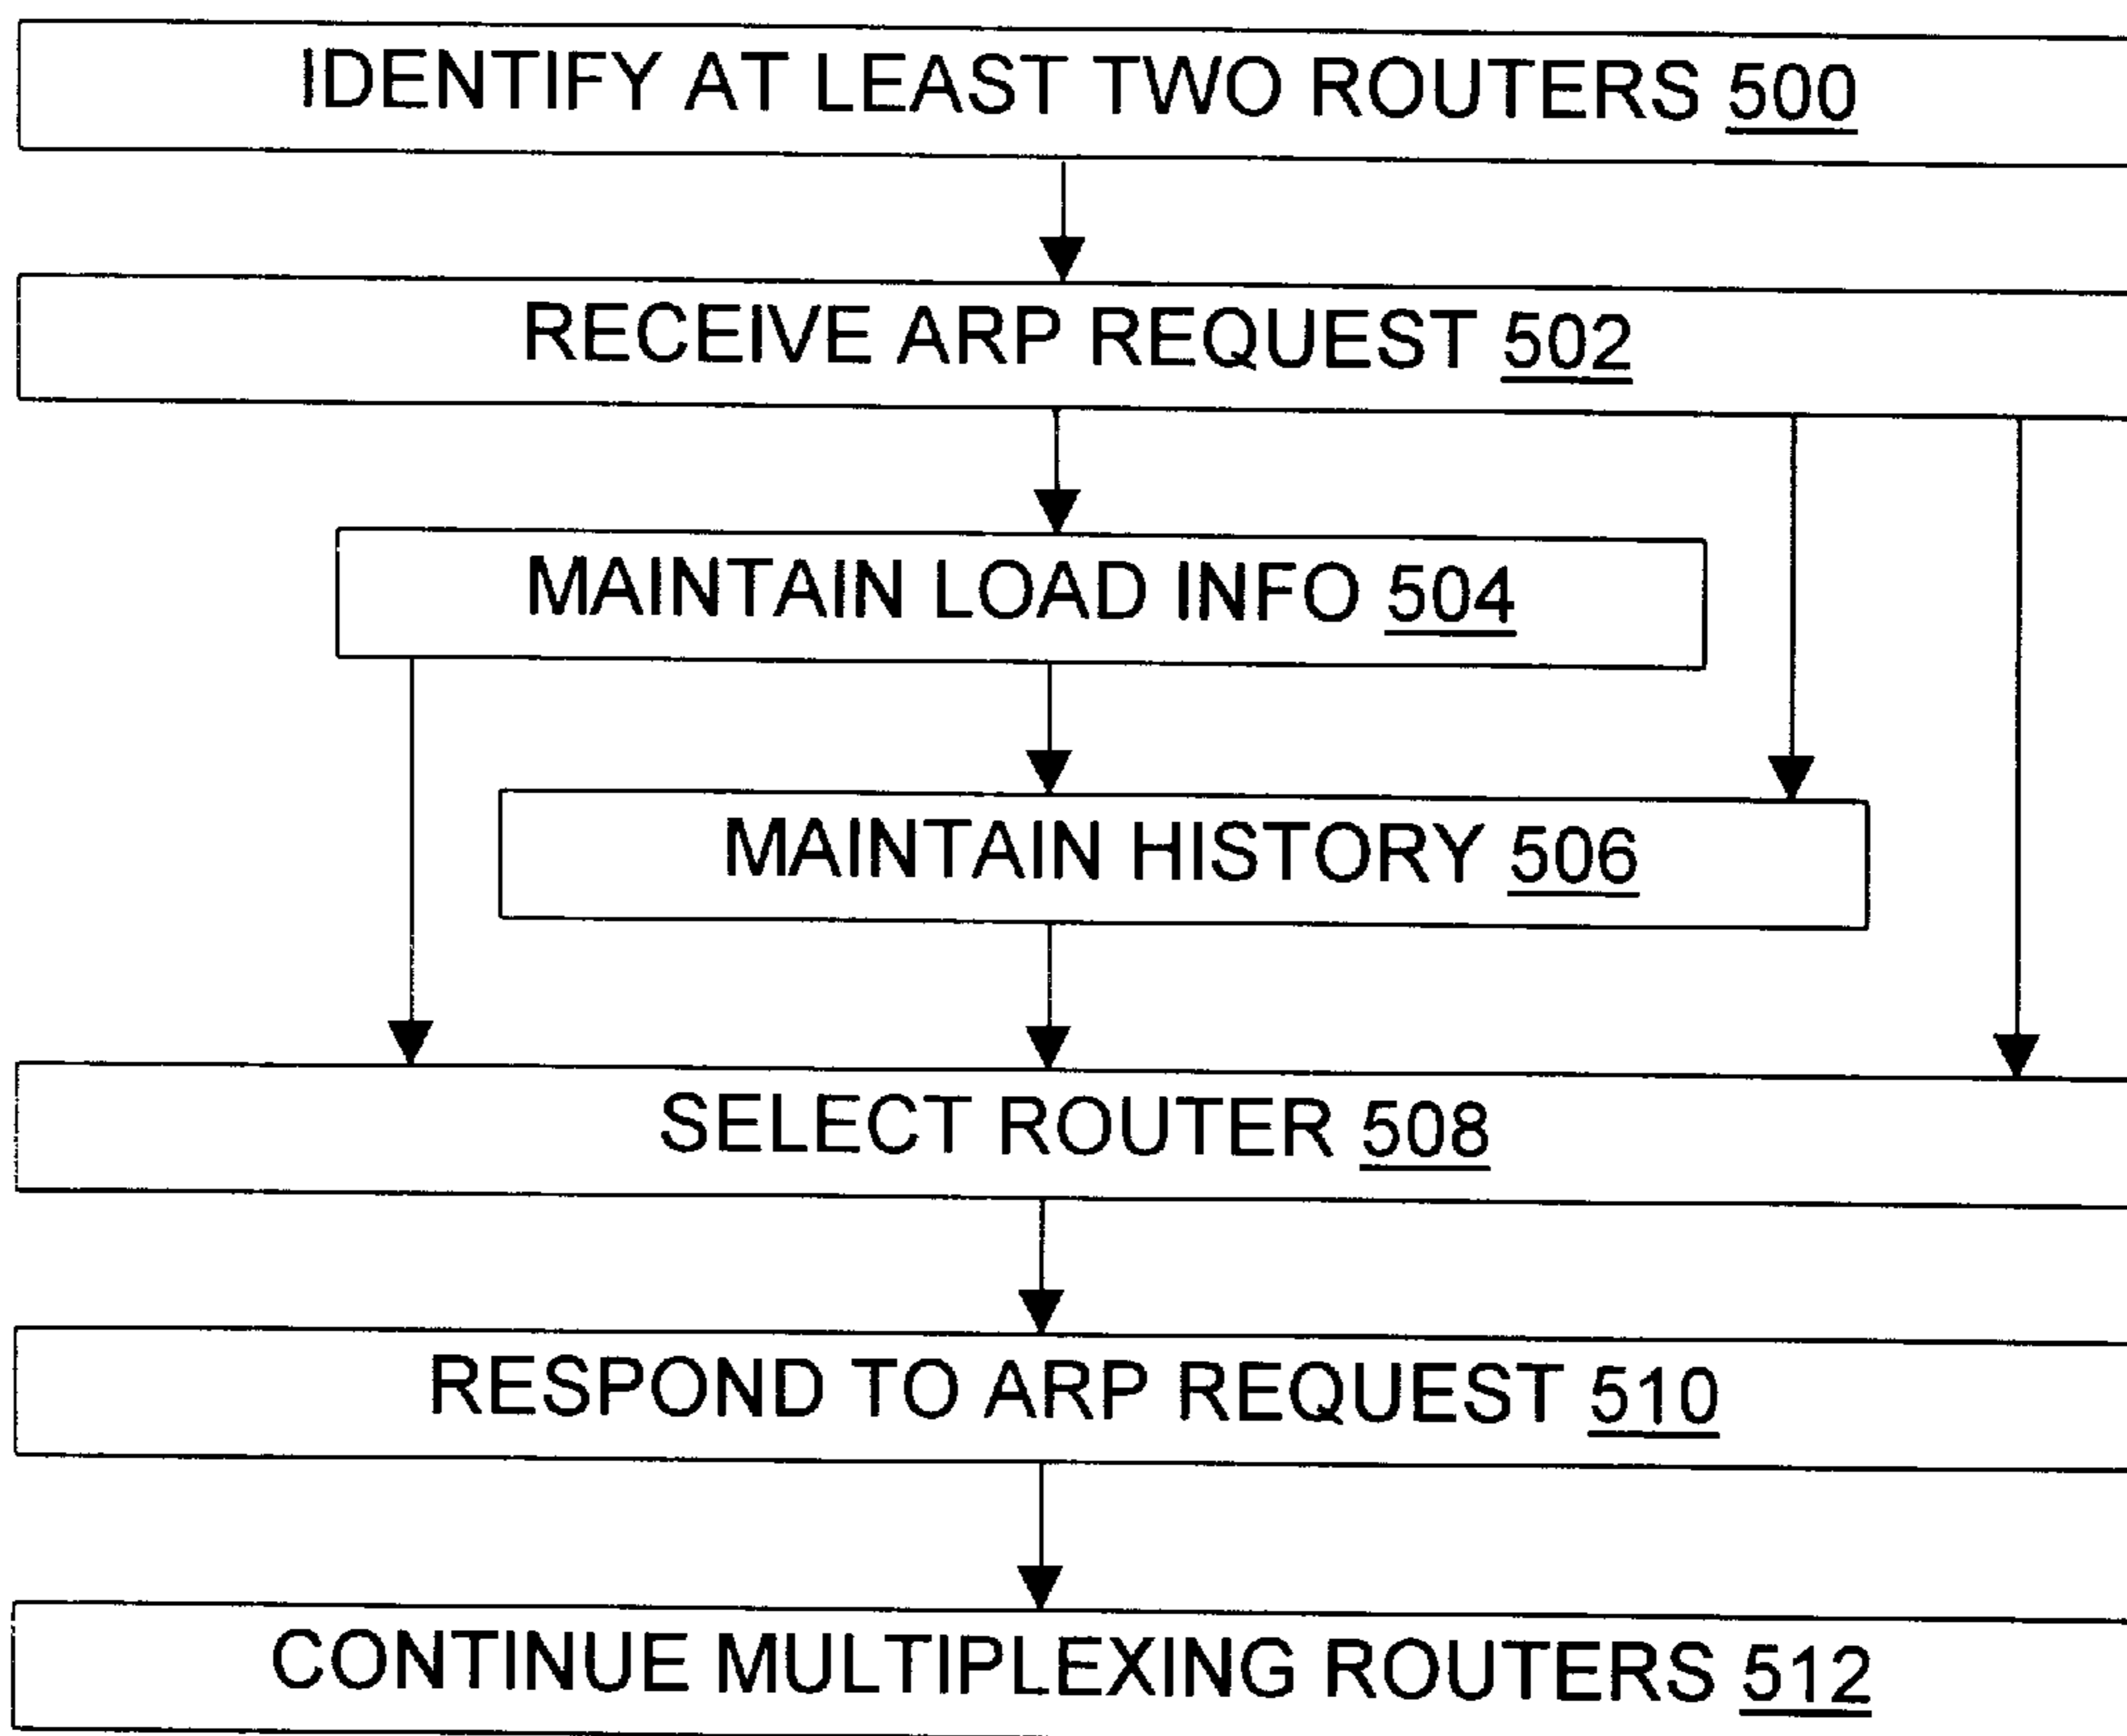 IDENTIFY AT LEAST TWO ROUTERS 500
RECEIVE ARP REQUEST 502
MAINTAIN LOAD INFO 504
MAINTAIN HISTORY 506
SELECT ROUTER 508
RESPOND TO ARP REQUEST 510
CONTINUE MULTIPLEXING ROUTERS 512